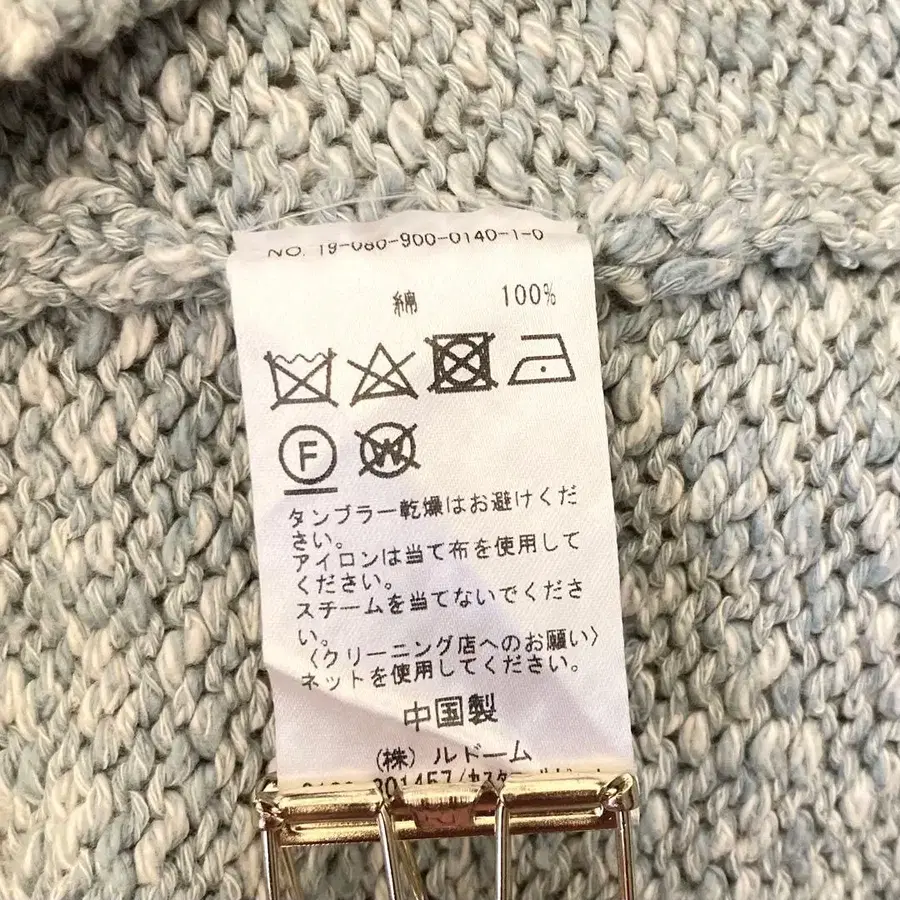 NO. 19-080-900-0140-1-0
綿 100%
F W
タンブラー乾燥はお避けくだ
さい。
アイロンは当て布を使用して
ください。
スチームを当てないでくださ
い。
〈クリーニング店へのお願い〉
ネットを使用してください。
中国製
(株) ルドーム